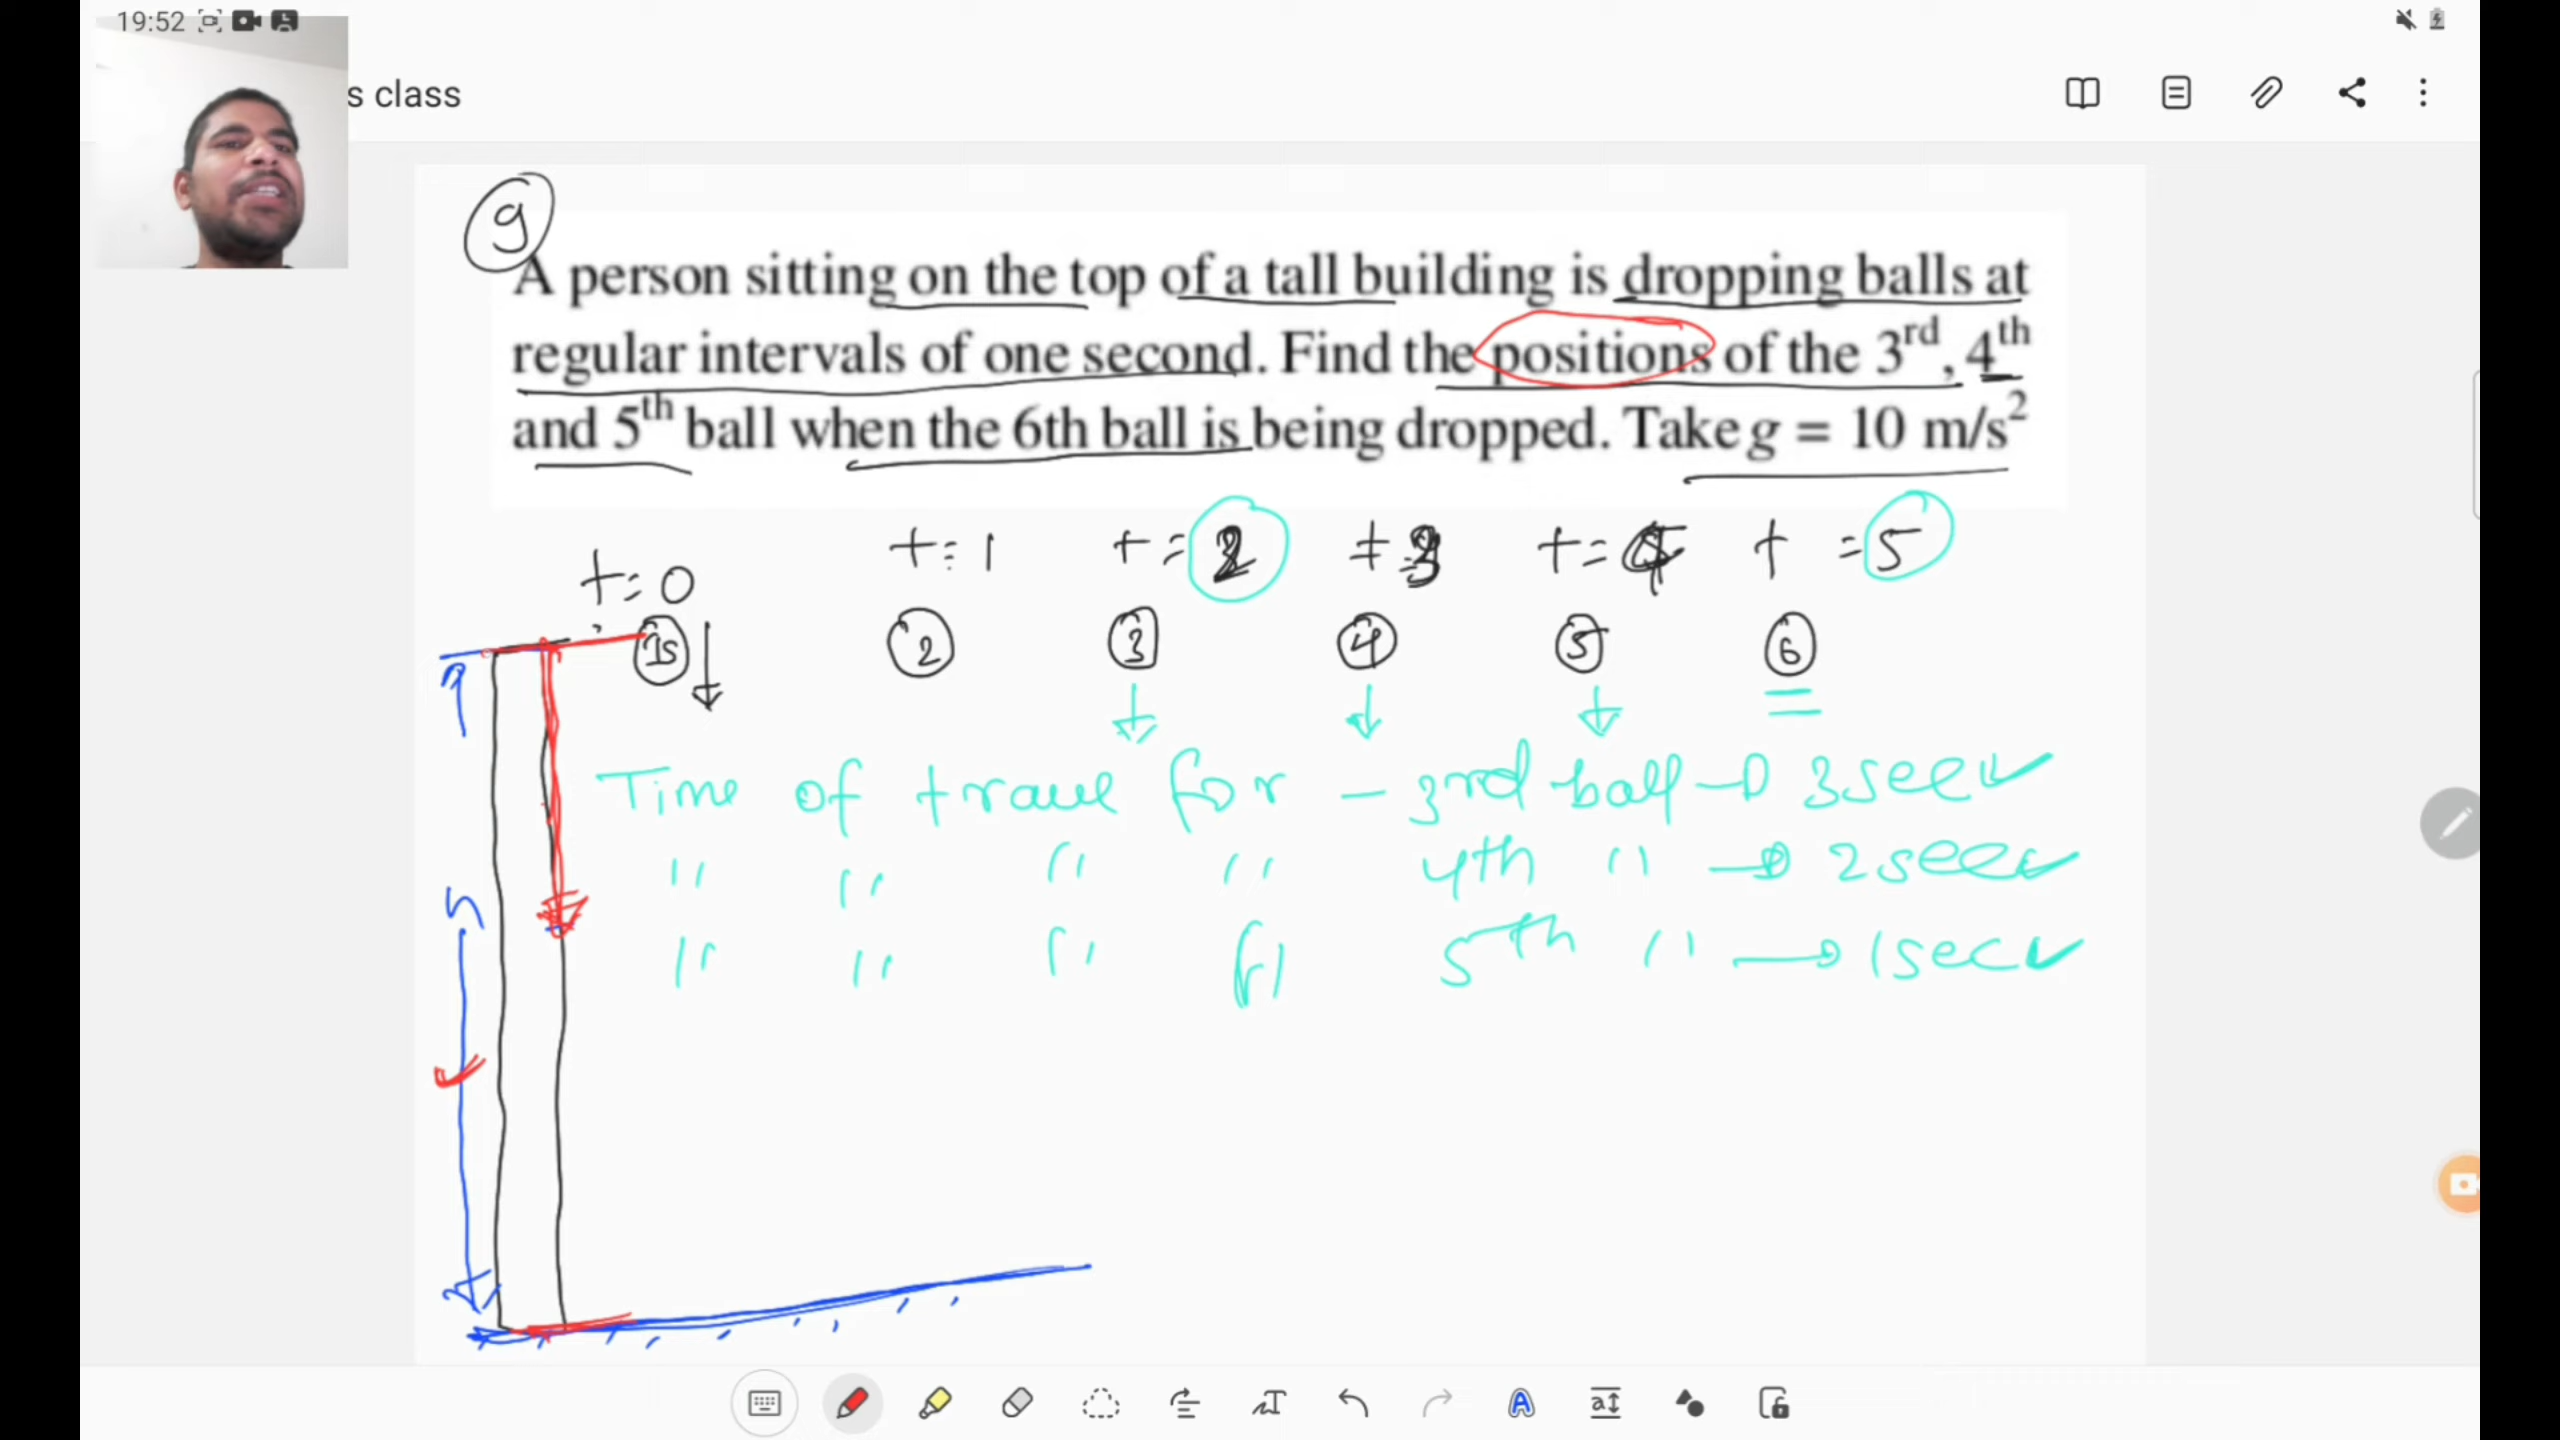 19:52
s class
9
A person sitting on the top of a tall building is dropping balls at
regular intervals of one second. Find the positions of the 3rd, 4th
and 5th ball when the 6th ball is being dropped. Take g = 10 m/s2
t=0 t=1 t=2 t=3 t=4 t=5
1s 2 3 4 5 6
Time of trave for - 3rd ball → 3sec
" " " " 4th " → 2sec
" " " " 5th " → 1sec
h